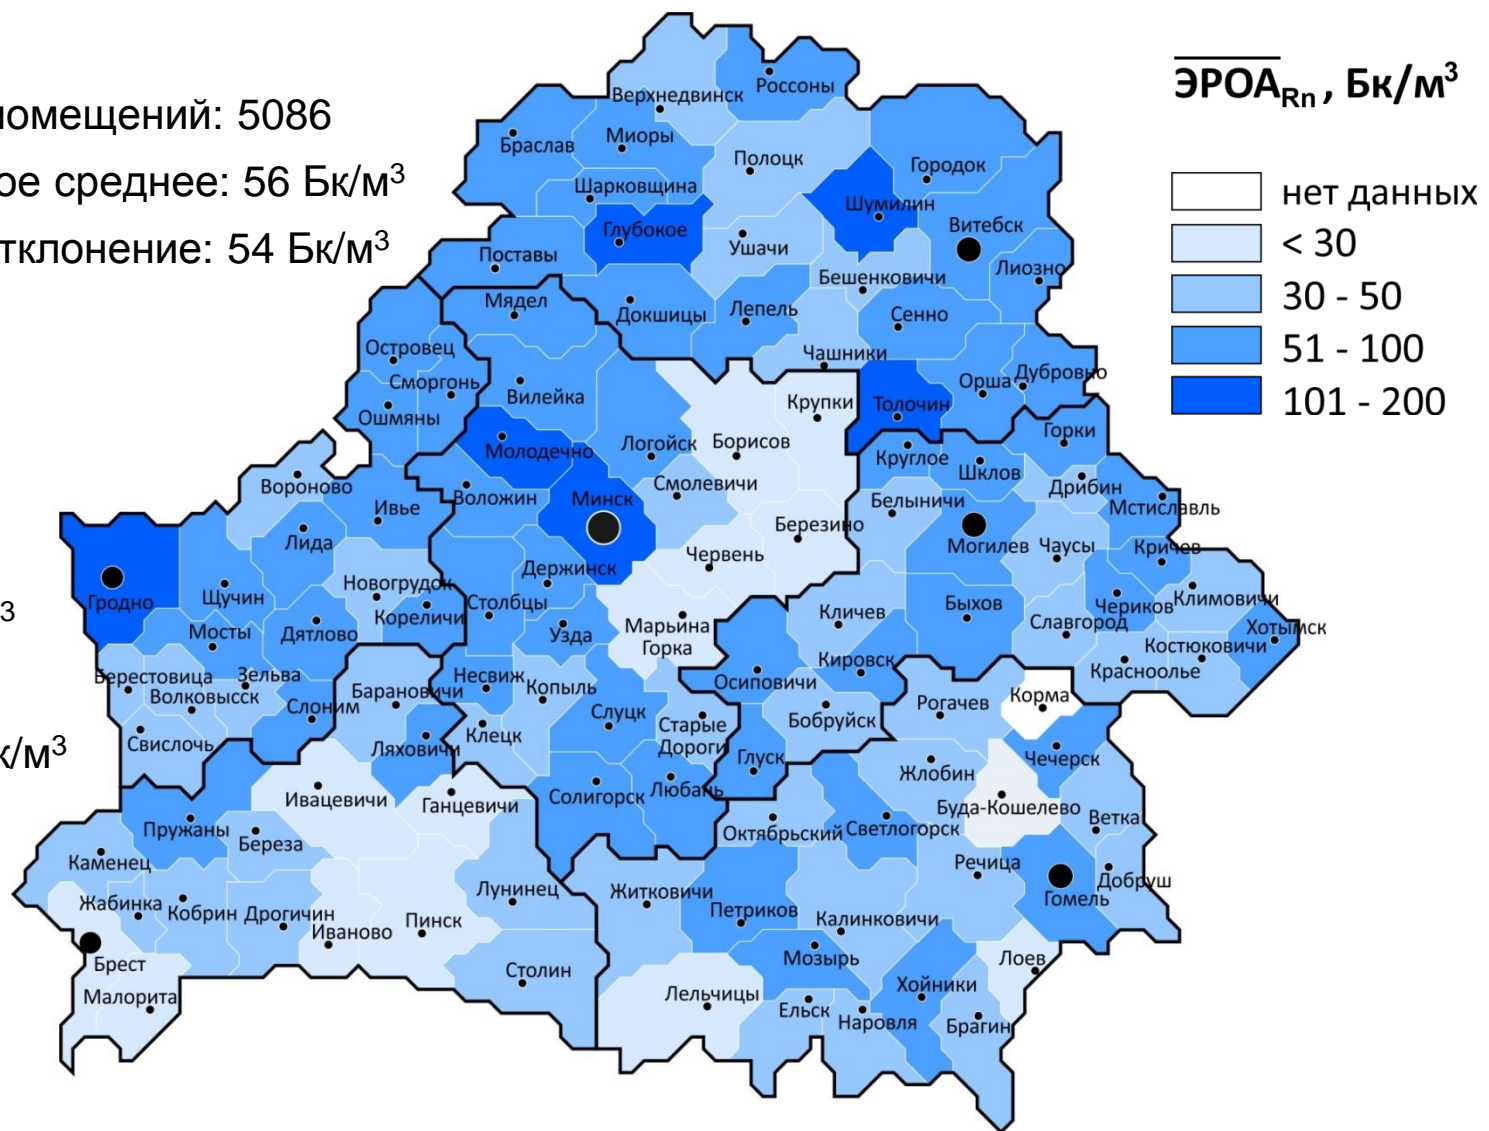 помещений: 5086
ое среднее: 56 Бк/м³
тклонение: 54 Бк/м³
3
к/м³
ЭРОА Rn , Бк/м³
нет данных
< 30
30 - 50
51 - 100
101 - 200
Верхнедвинск
Россоны
Браслав
Миоры
Полоцк
Городок
Шарковщина
Шумилин
Глубокое
Витебск
Ушачи
Поставы
Бешенковичи
Лиозно
Мядел
Докшицы
Лепель
Сенно
Островец
Чашники
Сморгонь
Орша
Дубровно
Вилейка
Крупки
Толочин
Ошмяны
Молодечно
Логойск
Борисов
Горки
Круглое
Шклов
Вороново
Воложин
Минск
Смолевичи
Белыничи
Дрибин
Ивье
Березино
Мстиславль
Лида
Червень
Могилев
Чаусы
Кричев
Гродно
Щучин
Новогрудок
Держинск
Столбцы
Кореличи
Кличев
Быхов
Чериков
Климовичи
Мосты
Дятлово
Узда
Марьина
Горка
Славгород
Хотымск
Костюковичи
Берестовица
Зельва
Волковысск
Барановичи
Несвиж
Копыль
Осиповичи
Кировск
Красноолье
Слоним
Слуцк
Старые
Дороги
Бобруйск
Рогачев
Корма
Свислочь
Ляховичи
Клецк
Глуск
Чечерск
Жлобин
Ивацевичи
Ганцевичи
Солигорск
Любань
Буда-Кошелево
Ветка
Пружаны
Береза
Октябрьский
Светлогорск
Каменец
Речица
Добруш
Жабинка
Кобрин
Дрогичин
Иваново
Пинск
Лунинец
Житковичи
Петриков
Калинковичи
Гомель
Брест
Столин
Мозырь
Лоев
Малорита
Лельчицы
Ельск
Наровля
Хойники
Брагин